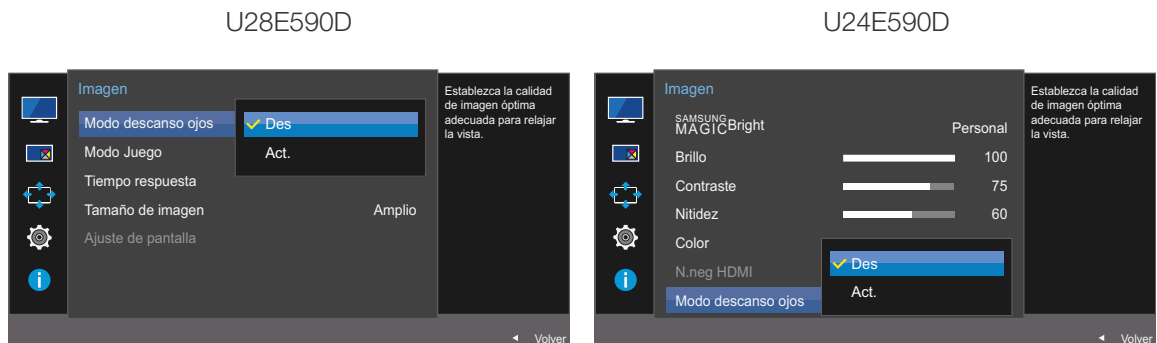 U28E590D
Imagen
Modo descanso ojos
Des
Modo Juego
Act.
Tiempo respuesta
Tamaño de imagen Amplio
Ajuste de pantalla
Establezca la calidad
de imagen óptima
adecuada para relajar
la vista.
Volver
U24E590D
Imagen
SAMSUNG
MAGICBright Personal
Brillo 100
Contraste 75
Nitidez 60
Color
N.neg HDMI
Modo descanso ojos
Des
Act.
Establezca la calidad
de imagen óptima
adecuada para relajar
la vista.
Volver